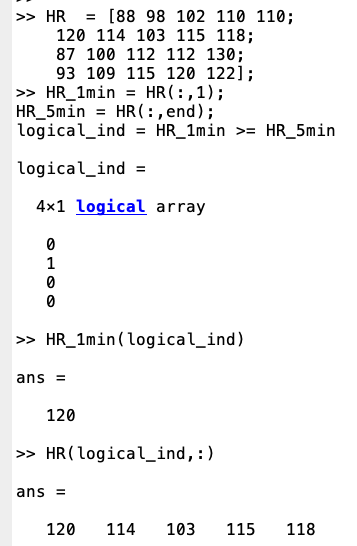 >> HR  = [88 98 102 110 110;
    120 114 103 115 118;
    87 100 112 112 130;
    93 109 115 120 122];
>> HR_1min = HR(:,1);
HR_5min = HR(:,end);
logical_ind = HR_1min >= HR_5min
logical_ind =
  4×1 logical array
   0
   1
   0
   0
>> HR_1min(logical_ind)
ans =
   120
>> HR(logical_ind,:)
ans =
   120   114   103   115   118